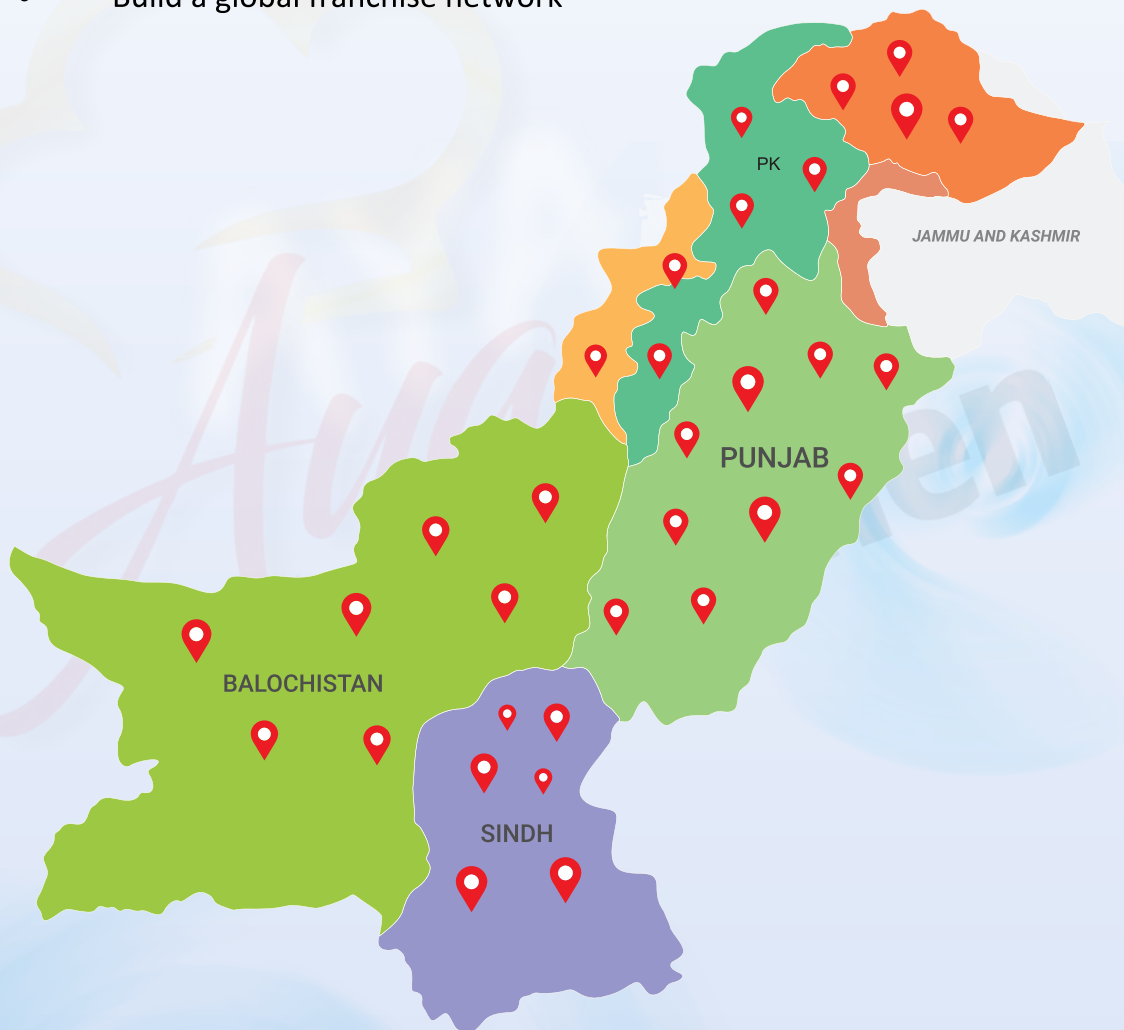 Build a global franchise network
PK
JAMMU AND KASHMIR
PUNJAB
BALOCHISTAN
SINDH